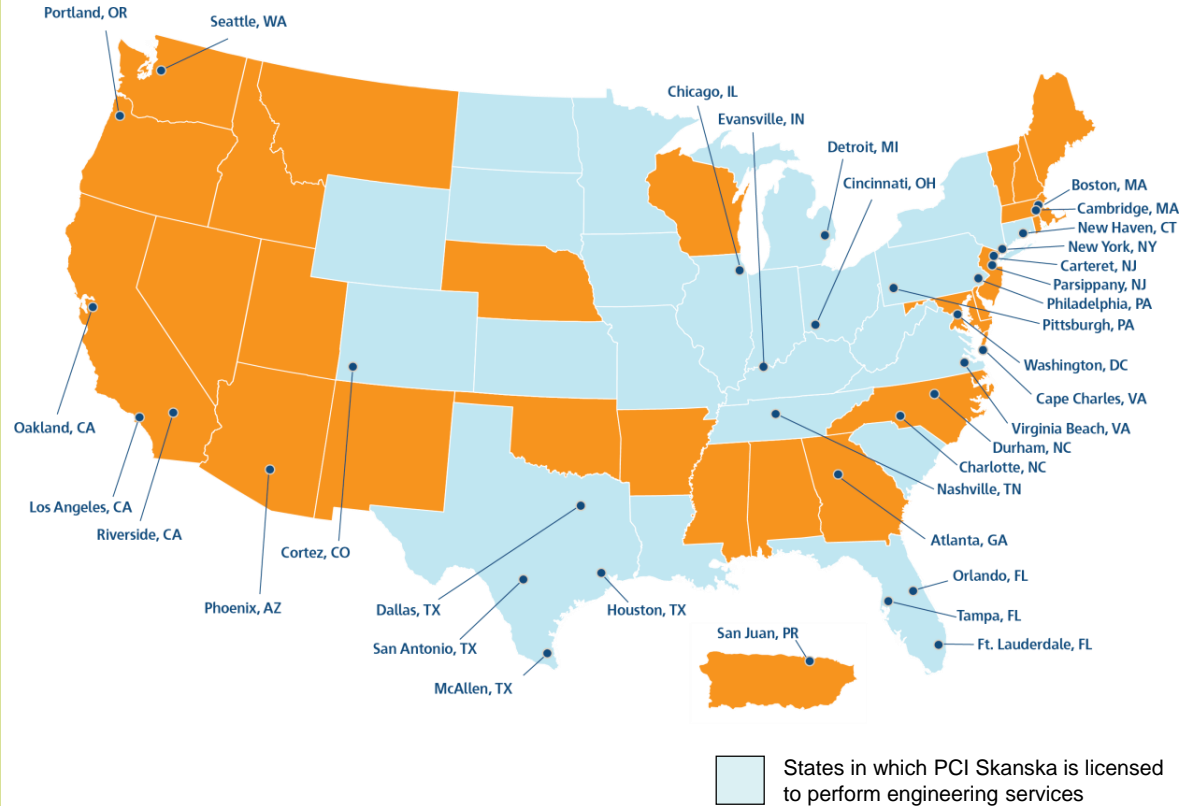 Portland, OR
Seattle, WA
Chicago, IL
Evansville, IN
Detroit, MI
Cincinnati, OH
Boston, MA
Cambridge, MA
New Haven, CT
New York, NY
Carteret, NJ
Parsippany, NJ
Philadelphia, PA
Pittsburgh, PA
Washington, DC
Cape Charles, VA
Virginia Beach, VA
Durham, NC
Charlotte, NC
Nashville, TN
Atlanta, GA
Oakland, CA
Los Angeles, CA
Riverside, CA
Cortez, CO
Phoenix, AZ
Dallas, TX
Houston, TX
San Antonio, TX
McAllen, TX
Orlando, FL
Tampa, FL
Ft. Lauderdale, FL
San Juan, PR
States in which PCI Skanska is licensed
to perform engineering services